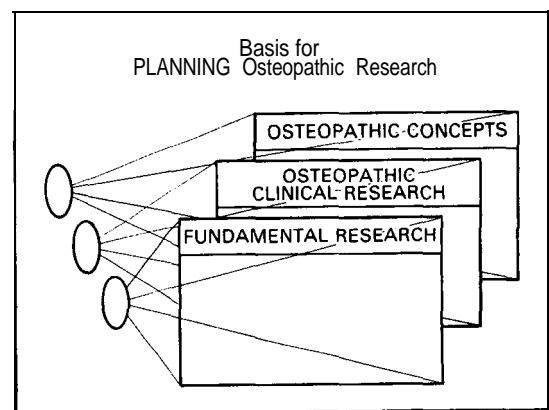 Basis for
PLANNING Osteopathic Research
OSTEOPATHIC CONCEPTS
OSTEOPATHIC
CLINICAL RESEARCH
FUNDAMENTAL RESEARCH